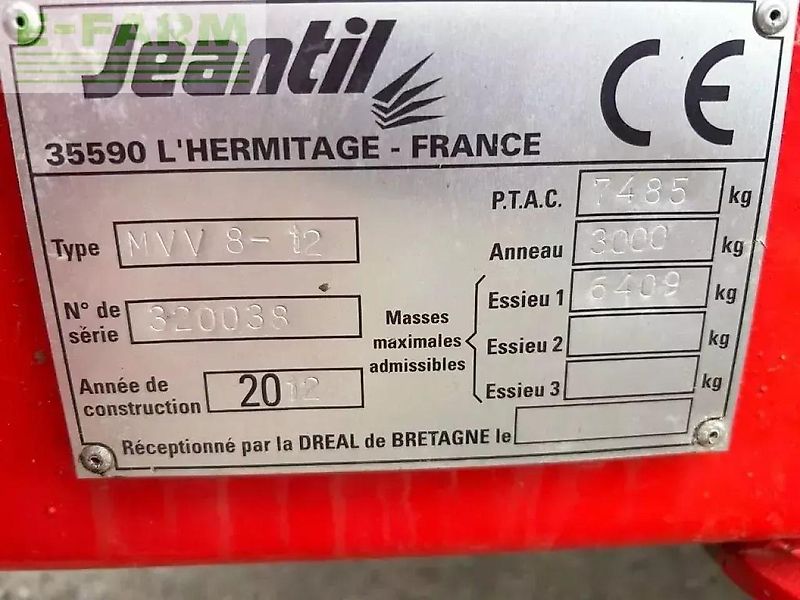 E-FARM
Jeantil
CE
35590 L'HERMITAGE - FRANCE
P.T.A.C. 7485 kg
Type MVV 8-12
Anneau 3000 kg
N° de série 320038
Masses maximales admissibles
Essieu 1 6409 kg
Essieu 2 kg
Essieu 3 kg
Année de construction 2012
Réceptionné par la DREAL de BRETAGNE le